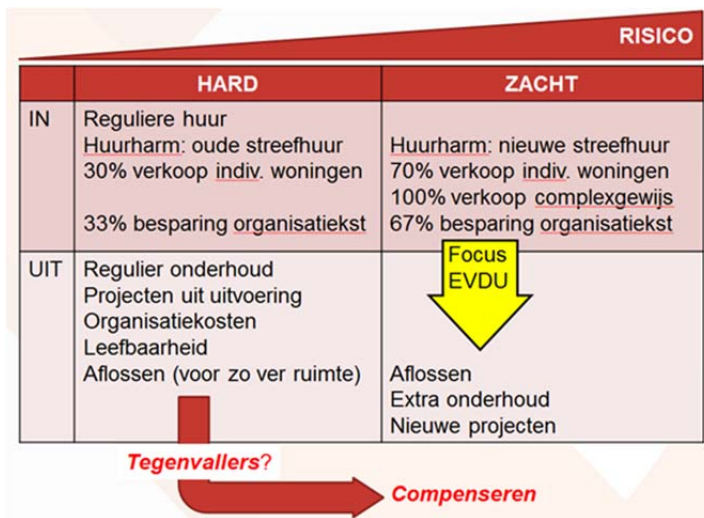 RISICO
HARD
ZACHT
IN
Reguliere huur
Huurharm: oude streefhuur
30% verkoop indiv. woningen
33% besparing organisatiekst
Huurharm: nieuwe streefhuur
70% verkoop indiv. woningen
100% verkoop complexgewijs
67% besparing organisatiekst
Focus
EVDU
UIT
Regulier onderhoud
Projecten uit uitvoering
Organisatiekosten
Leefbaarheid
Aflossen (voor zo ver ruimte)
Aflossen
Extra onderhoud
Nieuwe projecten
Tegenvallers?
Compenseren